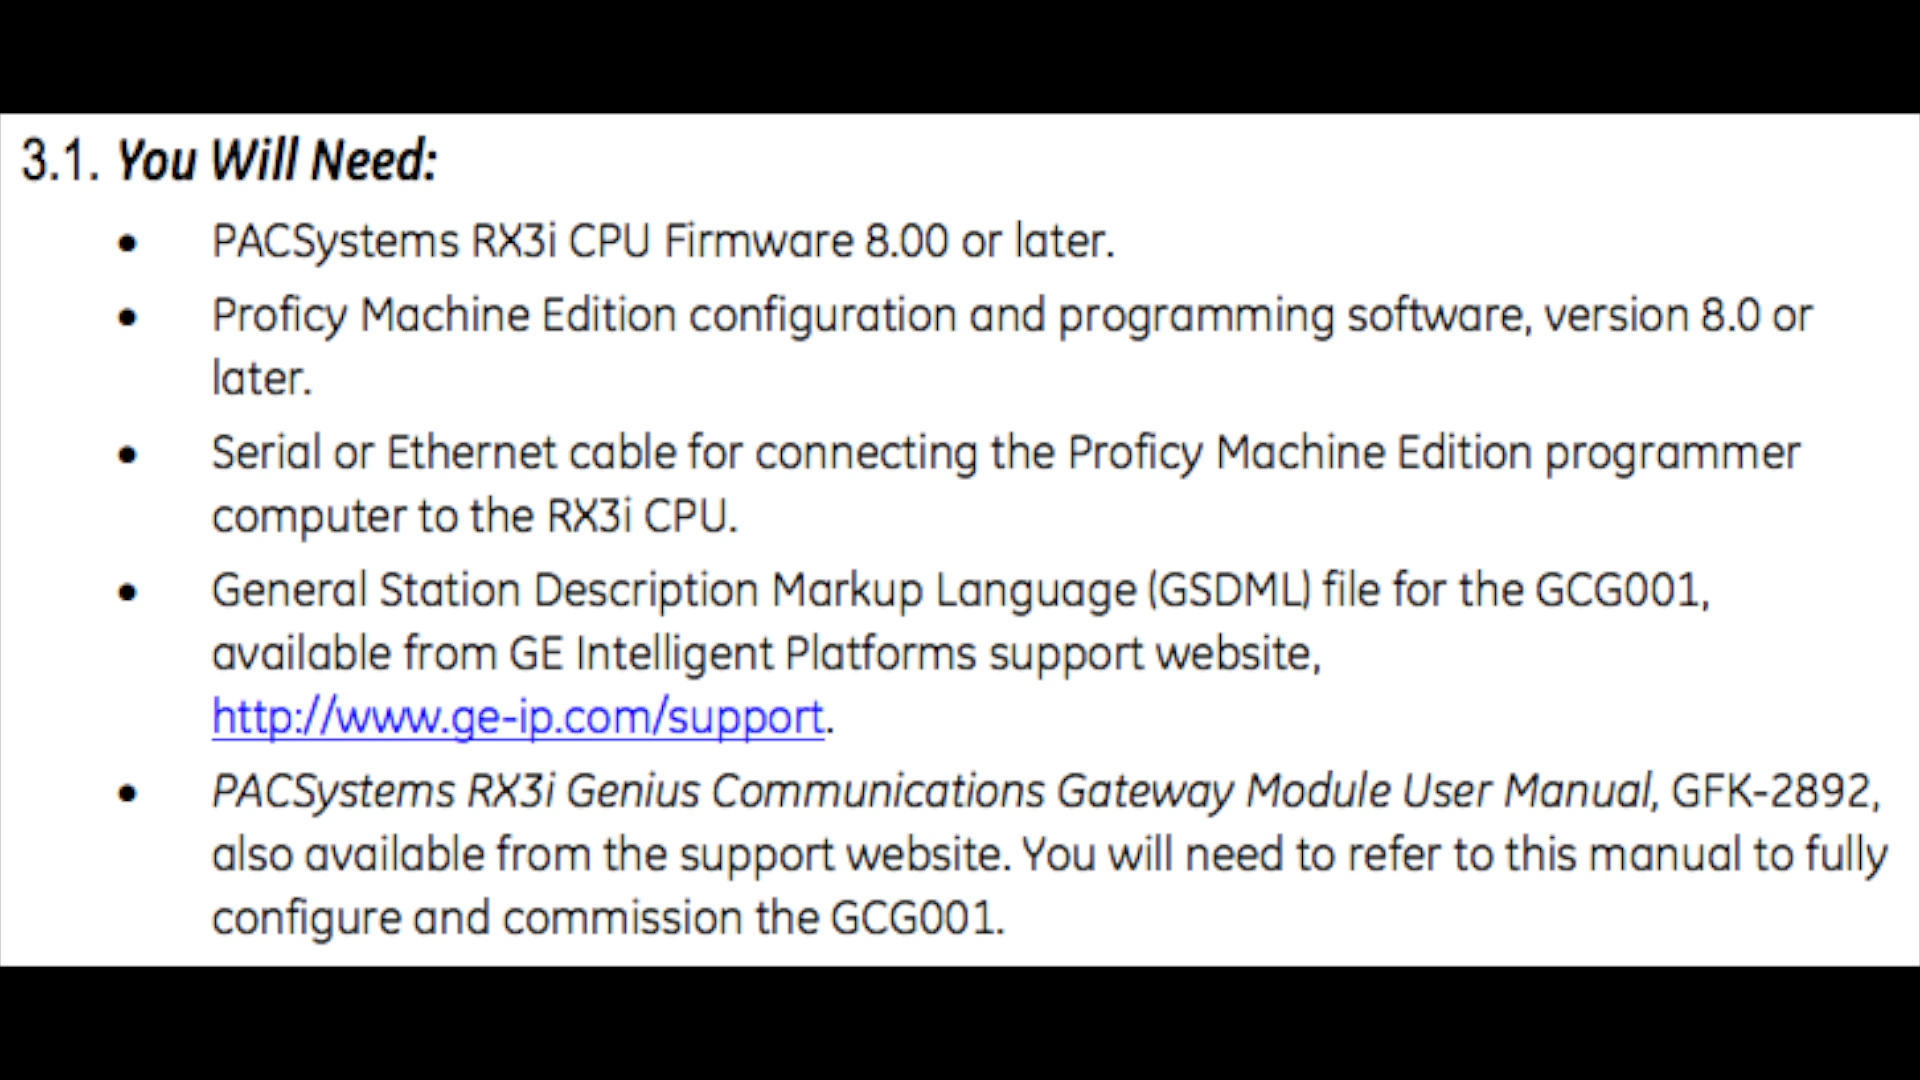 3.1. You Will Need:
• PACSystems RX3i CPU Firmware 8.00 or later.
• Proficy Machine Edition configuration and programming software, version 8.0 or
later.
• Serial or Ethernet cable for connecting the Proficy Machine Edition programmer
computer to the RX3i CPU.
• General Station Description Markup Language (GSDML) file for the GCG001,
available from GE Intelligent Platforms support website,
http://www.ge-ip.com/support.
• PACSystems RX3i Genius Communications Gateway Module User Manual, GFK-2892,
also available from the support website. You will need to refer to this manual to fully
configure and commission the GCG001.